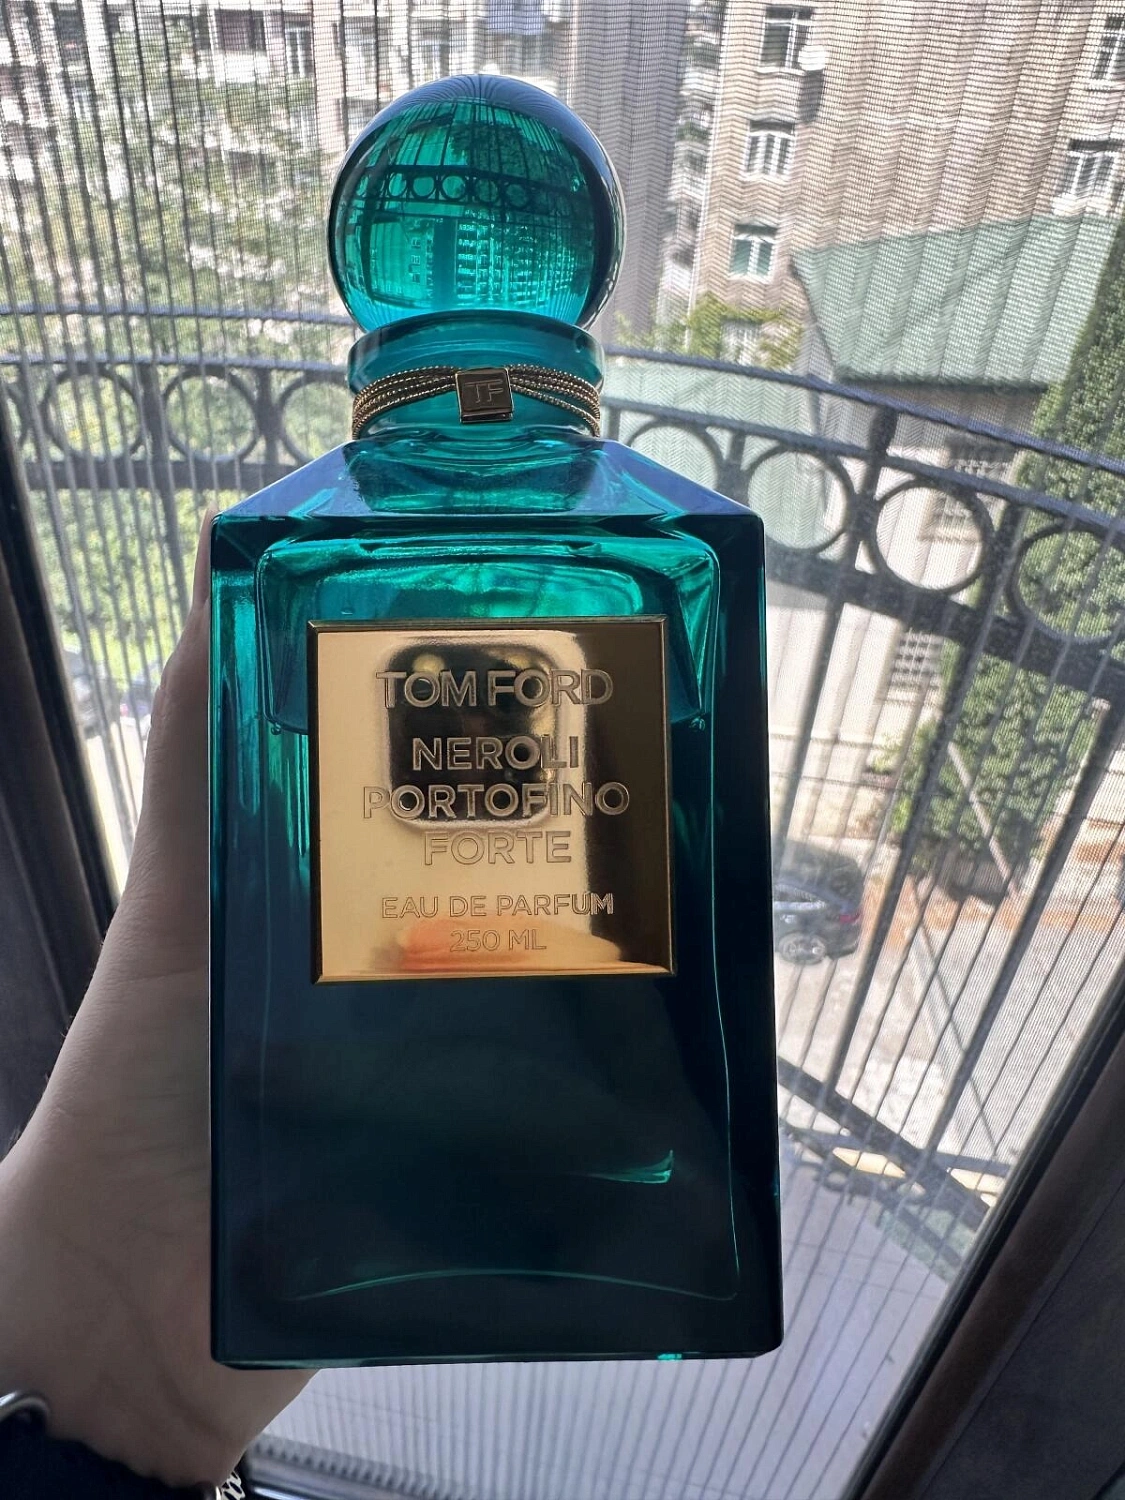 TF
TOM FORD
NEROLI
PORTOFINO
FORTE
EAU DE PARFUM
250 ML